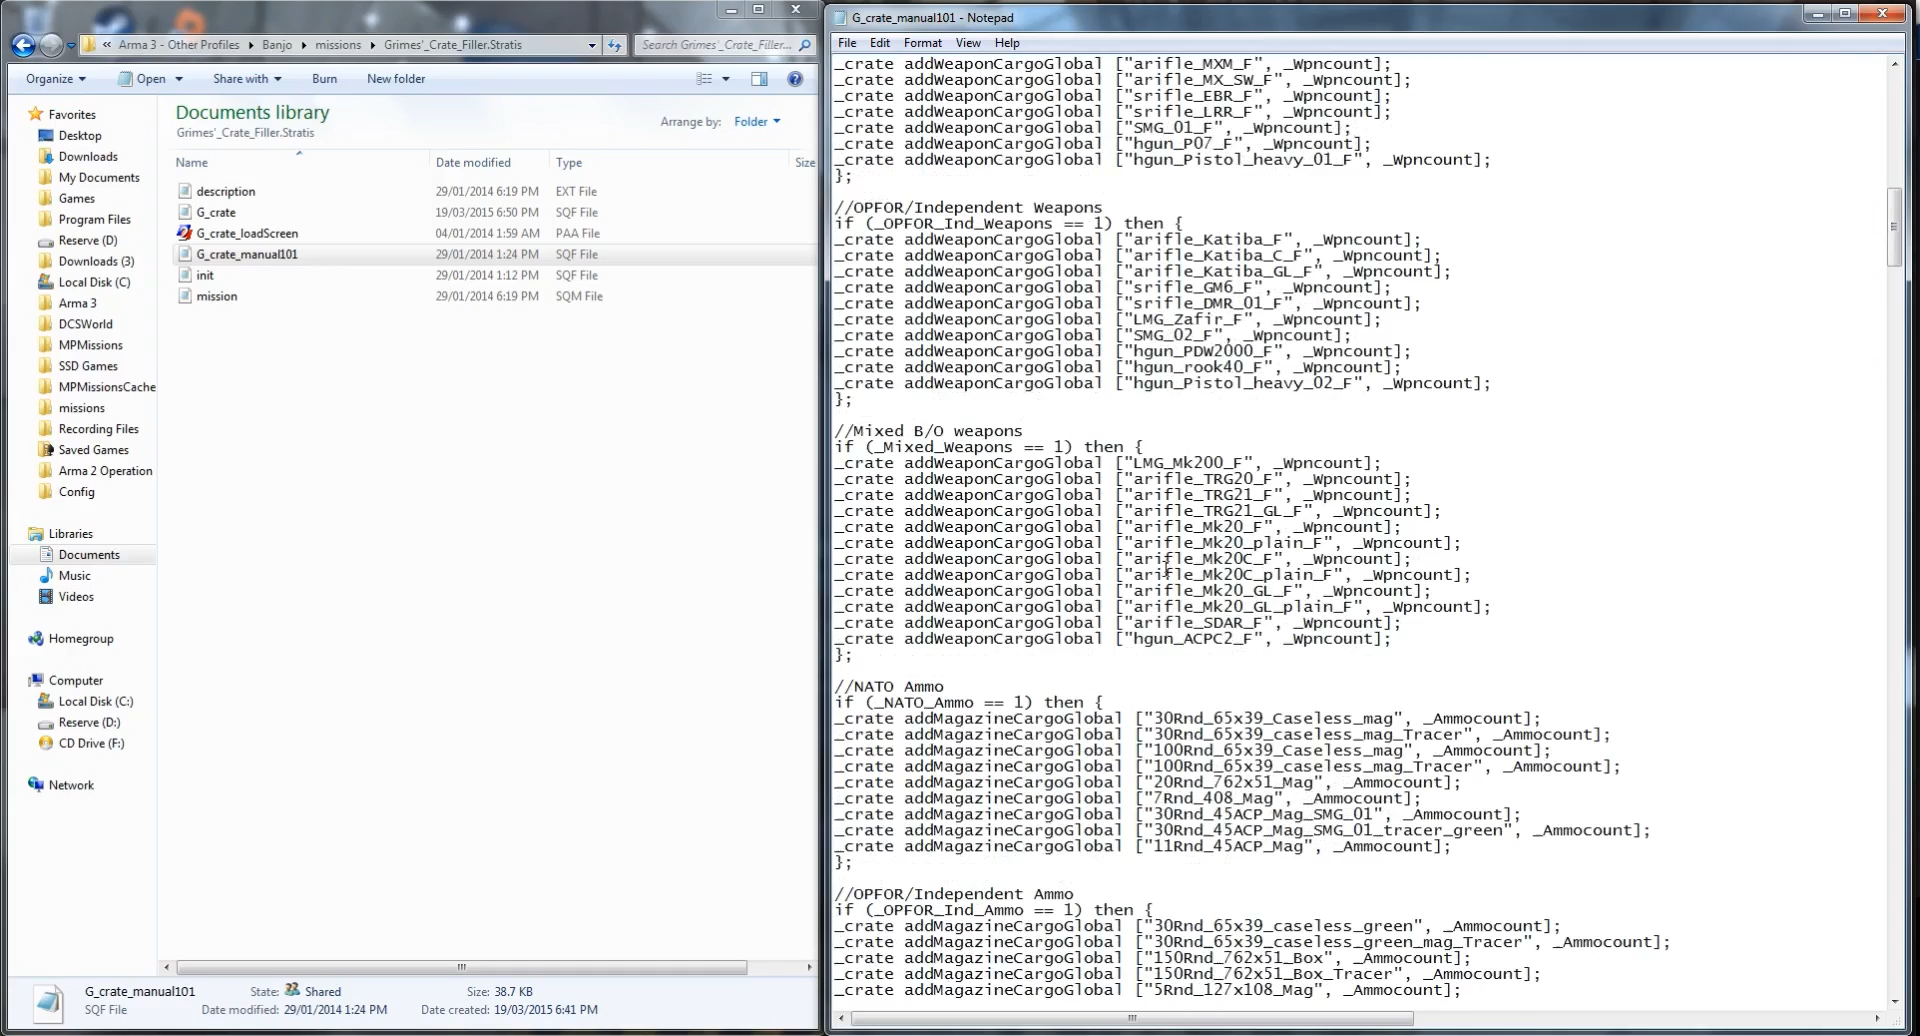 Arma 3 - Other Profiles
Banjo
missions
Grimes'_Crate_Filler.Stratis
Search Grimes'_Crate_Filler....
Organize
Open
Share with
Burn
New folder
Favorites
Desktop
Downloads
My Documents
Games
Program Files
Reserve (D)
Downloads (3)
Local Disk (C)
Arma 3
DCSWorld
MPMissions
SSD Games
MPMissionsCache
missions
Recording Files
Saved Games
Arma 2 Operation
Config
Libraries
Documents
Music
Videos
Homegroup
Computer
Local Disk (C:)
Reserve (D:)
CD Drive (F:)
Network
Documents library
Grimes'_Crate_Filler.Stratis
Arrange by: Folder
Name Date modified Type Size
description 29/01/2014 6:19 PM EXT File
G_crate 19/03/2015 6:50 PM SQF File
G_crate_loadScreen 04/01/2014 1:59 AM PAA File
G_crate_manual101 29/01/2014 1:24 PM SQF File
init 29/01/2014 1:12 PM SQF File
mission 29/01/2014 6:19 PM SQM File
G_crate_manual101 State: Shared Size: 38.7 KB
SQF File Date modified: 29/01/2014 1:24 PM Date created: 19/03/2015 6:41 PM
G_crate_manual101 - Notepad
File Edit Format View Help
_crate addWeaponCargoGlobal ["arifle_MXM_F", _Wpncount];
_crate addWeaponCargoGlobal ["arifle_MX_SW_F", _Wpncount];
_crate addWeaponCargoGlobal ["srifle_EBR_F", _Wpncount];
_crate addWeaponCargoGlobal ["srifle_LRR_F", _Wpncount];
_crate addWeaponCargoGlobal ["SMG_01_F", _Wpncount];
_crate addWeaponCargoGlobal ["hgun_P07_F", _Wpncount];
_crate addWeaponCargoGlobal ["hgun_Pistol_heavy_01_F", _Wpncount];
};
//OPFOR/Independent Weapons
if (_OPFOR_Ind_Weapons == 1) then {
_crate addWeaponCargoGlobal ["arifle_Katiba_F", _Wpncount];
_crate addWeaponCargoGlobal ["arifle_Katiba_C_F", _Wpncount];
_crate addWeaponCargoGlobal ["arifle_Katiba_GL_F", _Wpncount];
_crate addWeaponCargoGlobal ["srifle_GM6_F", _Wpncount];
_crate addWeaponCargoGlobal ["srifle_DMR_01_F", _Wpncount];
_crate addWeaponCargoGlobal ["LMG_Zafir_F", _Wpncount];
_crate addWeaponCargoGlobal ["SMG_02_F", _Wpncount];
_crate addWeaponCargoGlobal ["hgun_PDW2000_F", _Wpncount];
_crate addWeaponCargoGlobal ["hgun_rook40_F", _Wpncount];
_crate addWeaponCargoGlobal ["hgun_Pistol_heavy_02_F", _Wpncount];
};
//Mixed B/O weapons
if (_Mixed_Weapons == 1) then {
_crate addWeaponCargoGlobal ["LMG_Mk200_F", _Wpncount];
_crate addWeaponCargoGlobal ["arifle_TRG20_F", _Wpncount];
_crate addWeaponCargoGlobal ["arifle_TRG21_F", _Wpncount];
_crate addWeaponCargoGlobal ["arifle_TRG21_GL_F", _Wpncount];
_crate addWeaponCargoGlobal ["arifle_Mk20_F", _Wpncount];
_crate addWeaponCargoGlobal ["arifle_Mk20_plain_F", _Wpncount];
_crate addWeaponCargoGlobal ["arifle_Mk20C_F", _Wpncount];
_crate addWeaponCargoGlobal ["arifle_Mk20C_plain_F", _Wpncount];
_crate addWeaponCargoGlobal ["arifle_Mk20_GL_F", _Wpncount];
_crate addWeaponCargoGlobal ["arifle_Mk20_GL_plain_F", _Wpncount];
_crate addWeaponCargoGlobal ["arifle_SDAR_F", _Wpncount];
_crate addWeaponCargoGlobal ["hgun_ACPC2_F", _Wpncount];
};
//NATO Ammo
if (_NATO_Ammo == 1) then {
_crate addMagazineCargoGlobal ["30Rnd_65x39_Caseless_mag", _Ammocount];
_crate addMagazineCargoGlobal ["30Rnd_65x39_caseless_mag_Tracer", _Ammocount];
_crate addMagazineCargoGlobal ["100Rnd_65x39_Caseless_mag", _Ammocount];
_crate addMagazineCargoGlobal ["100Rnd_65x39_caseless_mag_Tracer", _Ammocount];
_crate addMagazineCargoGlobal ["20Rnd_762x51_Mag", _Ammocount];
_crate addMagazineCargoGlobal ["7Rnd_408_Mag", _Ammocount];
_crate addMagazineCargoGlobal ["30Rnd_45ACP_Mag_SMG_01", _Ammocount];
_crate addMagazineCargoGlobal ["30Rnd_45ACP_Mag_SMG_01_tracer_green", _Ammocount];
_crate addMagazineCargoGlobal ["11Rnd_45ACP_Mag", _Ammocount];
};
//OPFOR/Independent Ammo
if (_OPFOR_Ind_Ammo == 1) then {
_crate addMagazineCargoGlobal ["30Rnd_65x39_caseless_green", _Ammocount];
_crate addMagazineCargoGlobal ["30Rnd_65x39_caseless_green_mag_Tracer", _Ammocount];
_crate addMagazineCargoGlobal ["150Rnd_762x51_Box", _Ammocount];
_crate addMagazineCargoGlobal ["150Rnd_762x51_Box_Tracer", _Ammocount];
_crate addMagazineCargoGlobal ["5Rnd_127x108_Mag", _Ammocount];